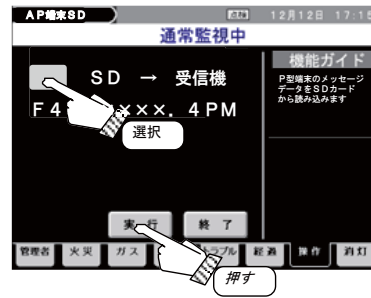 AP端末SD 12月12日 17:15
通常監視中
SD → 受信機
F4 ×××.4PM
選択
機能ガイド
P型端末のメッセージ
データをSDカード
から読み込みます
実 行 終 了
管理者 火災 ガス トラブル 経過 操作 消灯
押す